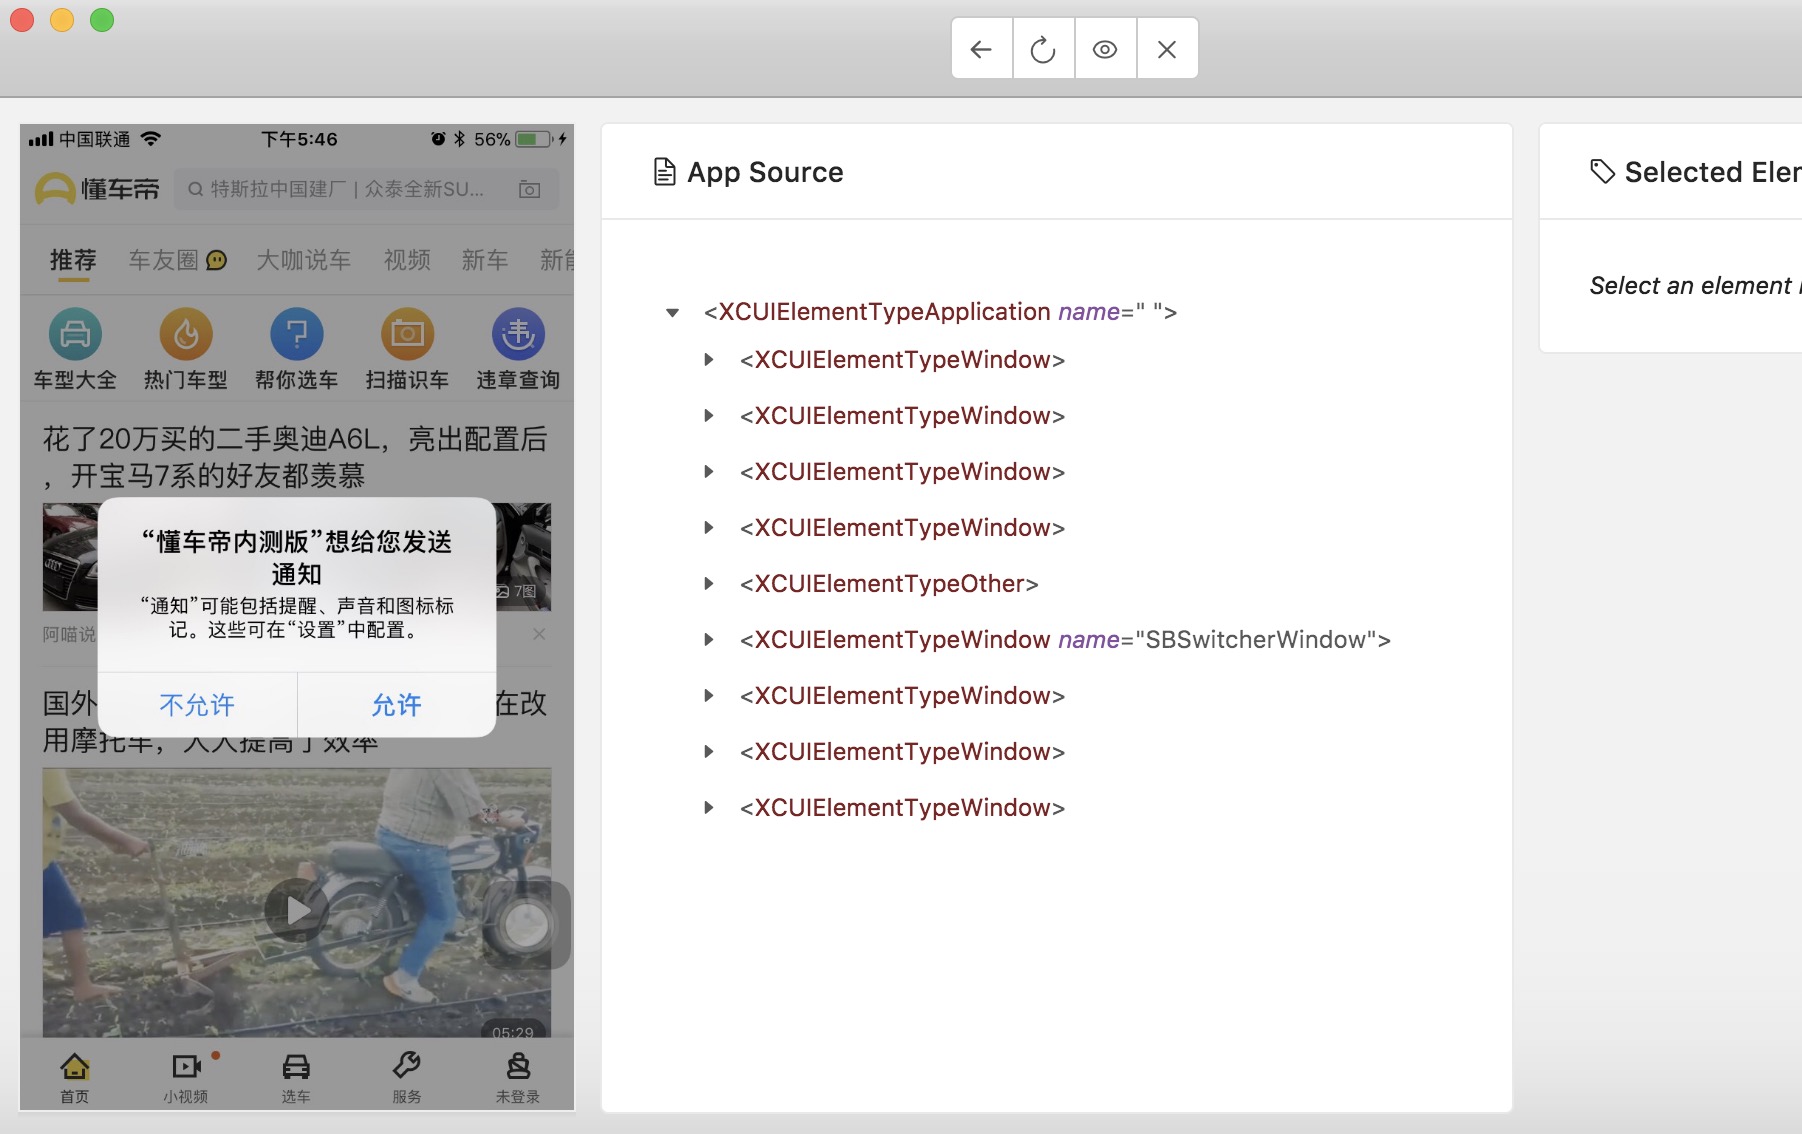 中国联通
下午5:46
56%
懂车帝
特斯拉中国建厂 | 众泰全新SU...
推荐
车友圈
大咖说车
视频
新车
新能
车型大全
热门车型
帮你选车
扫描识车
违章查询
花了20万买的二手奥迪A6L，亮出配置后
，开宝马7系的好友都羡慕
7图
阿喵说
“懂车帝内测版”想给您发送
通知
“通知”可能包括提醒、声音和图标标
记。这些可在“设置”中配置。
不允许
允许
国外
在改
用摩托车，大大提高了效率
05:29
首页
小视频
选车
服务
未登录
App Source
<XCUIElementTypeApplication name=" ">
<XCUIElementTypeWindow>
<XCUIElementTypeWindow>
<XCUIElementTypeWindow>
<XCUIElementTypeWindow>
<XCUIElementTypeOther>
<XCUIElementTypeWindow name="SBSwitcherWindow">
<XCUIElementTypeWindow>
<XCUIElementTypeWindow>
<XCUIElementTypeWindow>
Selected Elem
Select an element